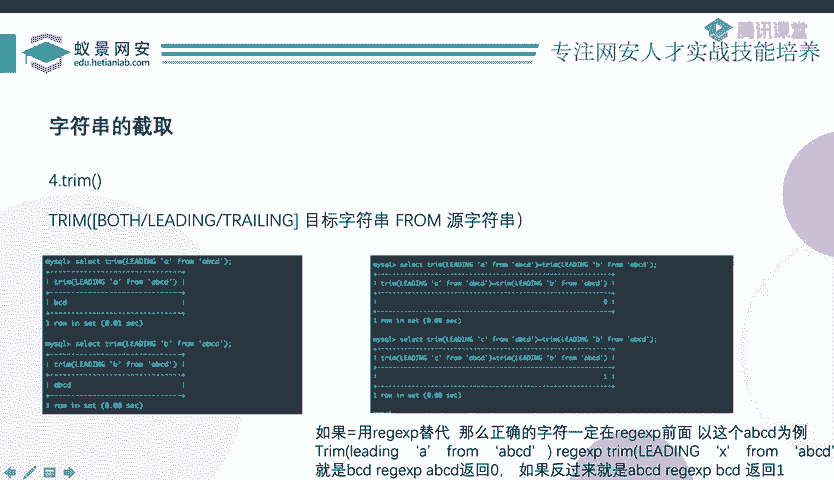 蚁景网安
edu.hetianlab.com
腾讯课堂
专注网安人才实战技能培养
字符串的截取
4.trim()
TRIM([BOTH/LEADING/TRAILING] 目标字符串 FROM 源字符串）
mysql> select trim(LEADING 'a' from 'abcd');
| trim(LEADING 'a' from 'abcd') |
| bcd |
1 row in set (0.01 sec)
mysql> select trim(LEADING 'b' from 'abcd');
| trim(LEADING 'b' from 'abcd') |
| abcd |
1 row in set (0.00 sec)
mysql> select trim(LEADING 'a' from 'abcd')=trim(LEADING 'b' from 'abcd');
| trim(LEADING 'a' from 'abcd')=trim(LEADING 'b' from 'abcd') |
| 0 |
1 row in set (0.00 sec)
mysql> select trim(LEADING 'c' from 'abcd')=trim(LEADING 'b' from 'abcd');
| trim(LEADING 'c' from 'abcd')=trim(LEADING 'b' from 'abcd') |
| 1 |
1 row in set (0.00 sec)
如果=用regexp替代 那么正确的字符一定在regexp前面 以这个abcd为例
Trim(leading 'a' from 'abcd' ) regexp trim(LEADING 'x' from 'abcd'
就是bcd regexp abcd返回0， 如果反过来就是abcd regexp bcd 返回1